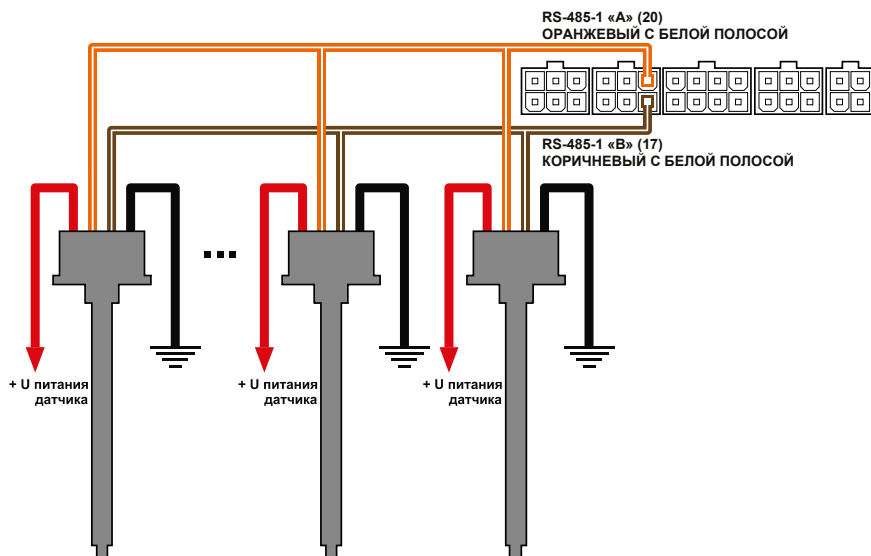 RS-485-1 «А» (20)
ОРАНЖЕВЫЙ С БЕЛОЙ ПОЛОСОЙ
RS-485-1 «В» (17)
КОРИЧНЕВЫЙ С БЕЛОЙ ПОЛОСОЙ
+ U питания
датчика
+ U питания
датчика
+ U питания
датчика